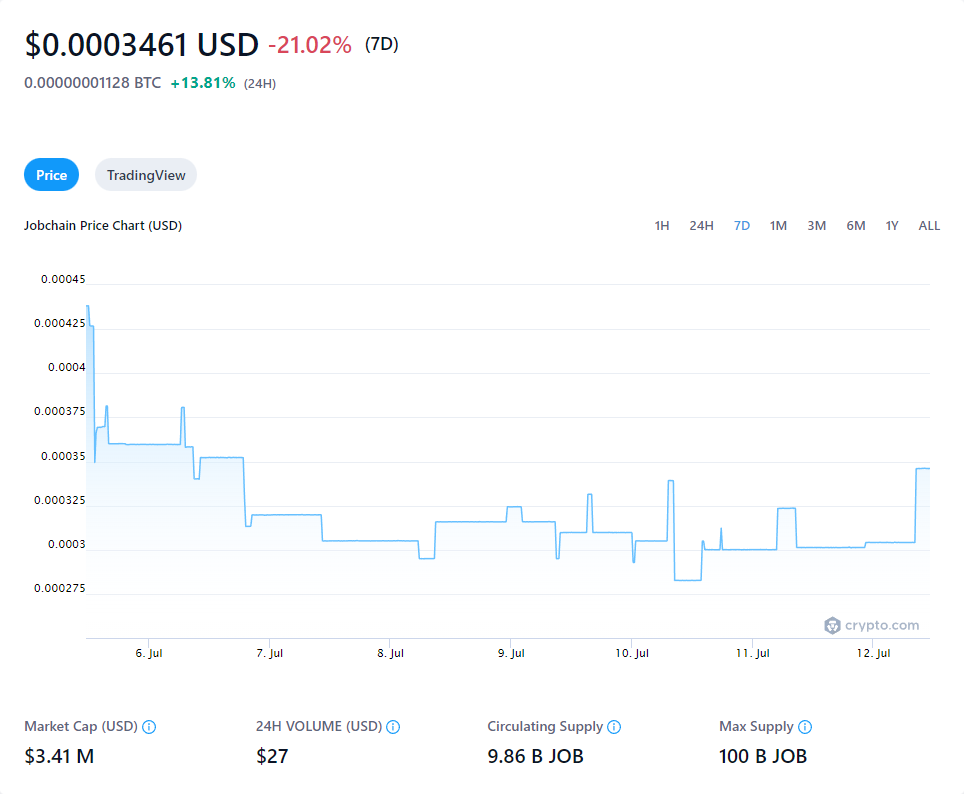 $0.0003461 USD -21.02% (7D)
0.00000001128 BTC +13.81% (24H)
Price TradingView
Jobchain Price Chart (USD) 1H 24H 7D 1M 3M 6M 1Y ALL
0.00045
0.000425
0.0004
0.000375
0.00035
0.000325
0.0003
0.000275
crypto.com
6. Jul 7. Jul 8. Jul 9. Jul 10. Jul 11. Jul 12. Jul
Market Cap (USD) 24H VOLUME (USD) Circulating Supply Max Supply
$3.41 M $27 9.86 B JOB 100 B JOB